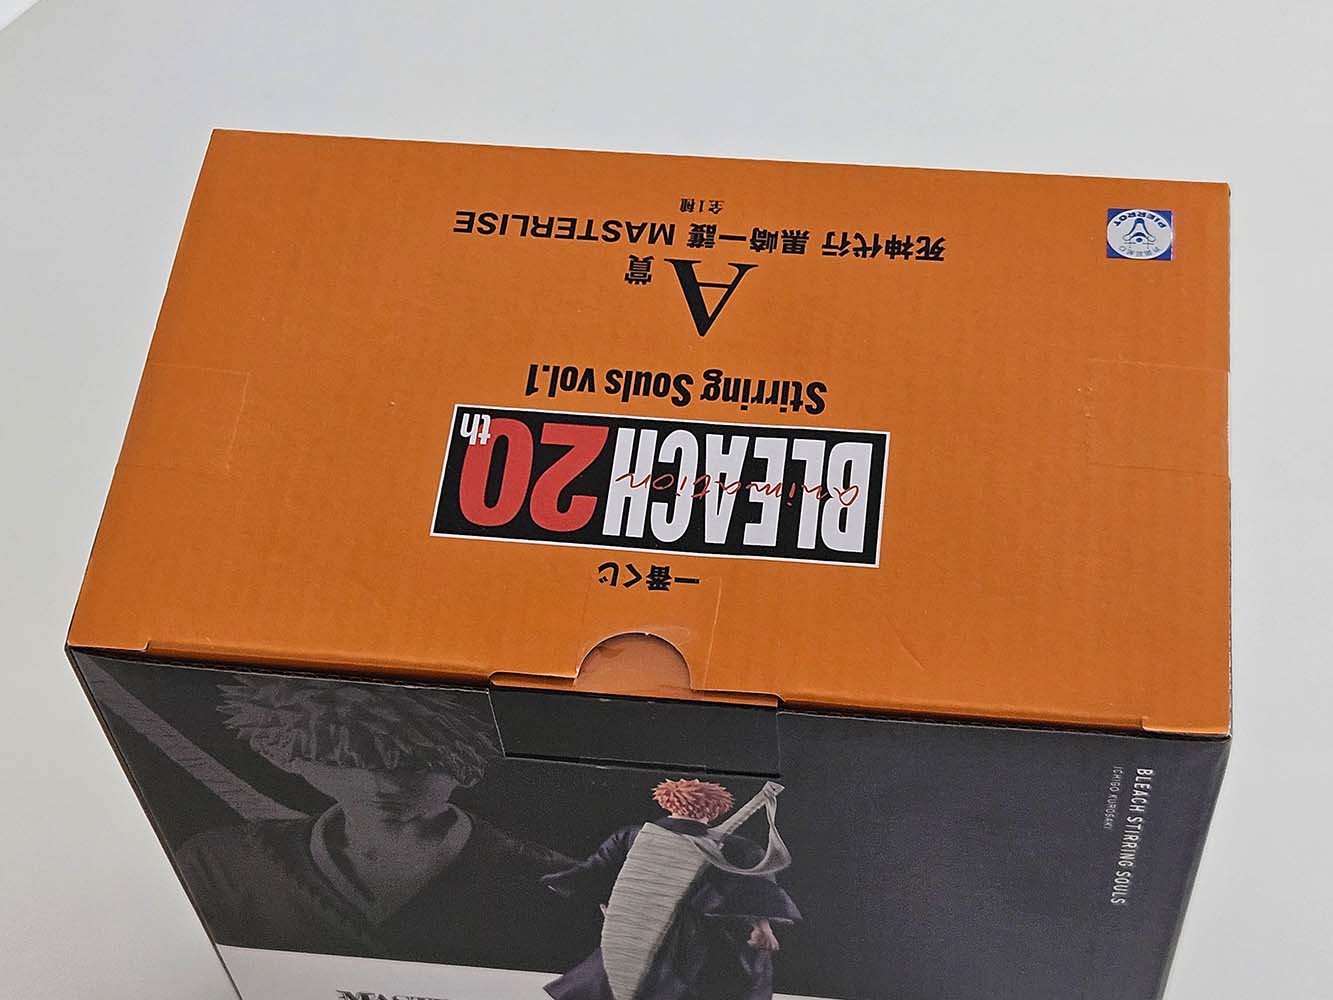 一番くじ
BLEACH 20th
animation
Stirring Souls vol.1
A賞
死神代行 黒崎一護 MASTERLISE
全1種
PIERROT
BLEACH STIRRING SOULS
ICHIGO KUROSAKI